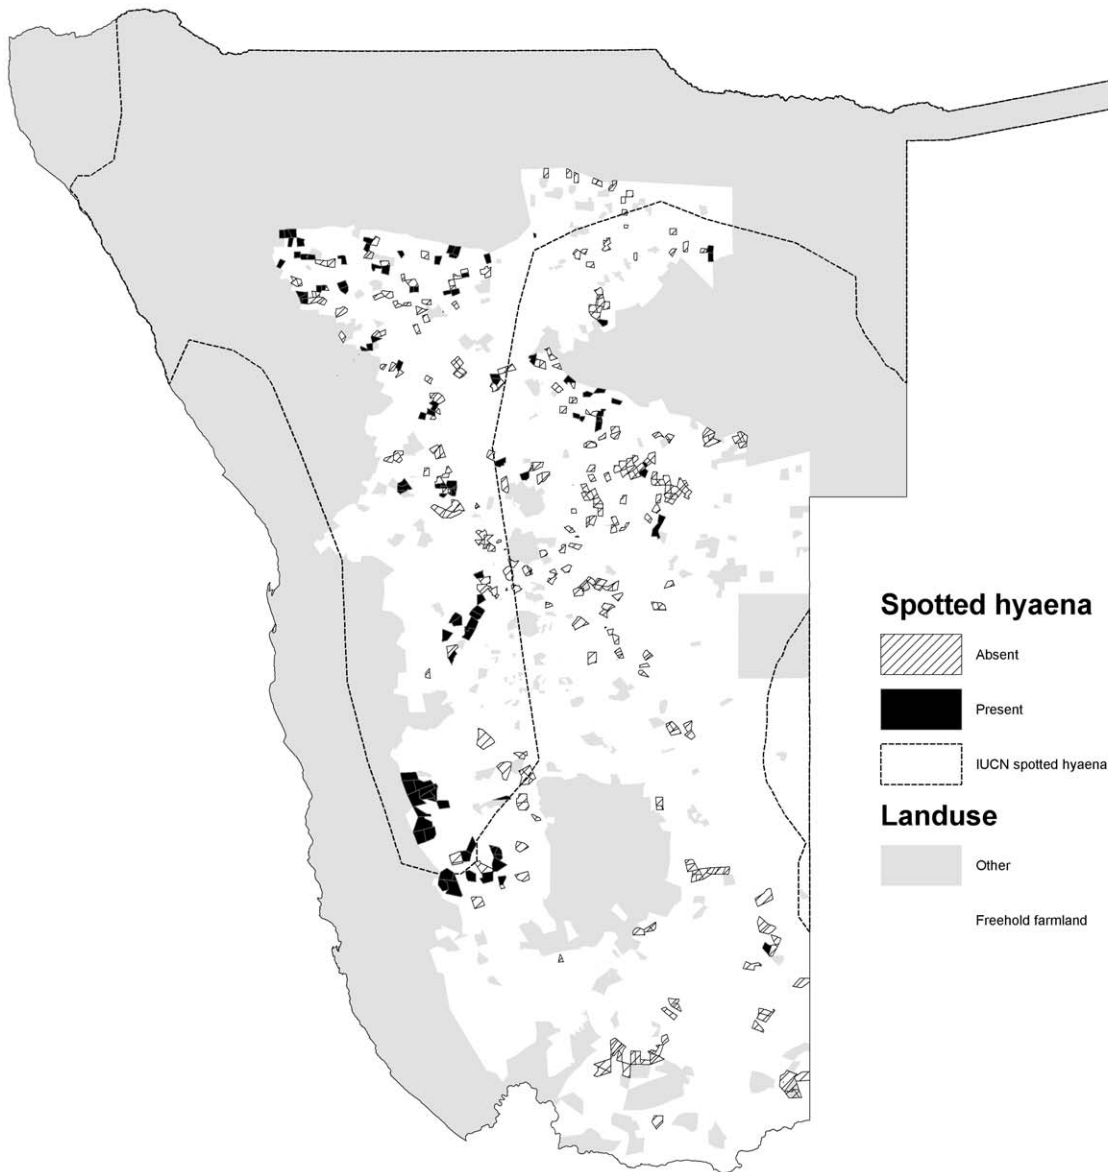 Spotted hyaena
Absent
Present
IUCN spotted hyaena
Landuse
Other
Freehold farmland